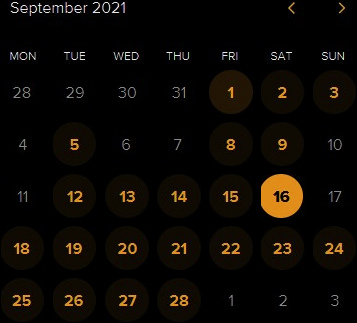 September 2021
MON TUE WED THU FRI SAT SUN
28 29 30 31 1 2 3
4 5 6 7 8 9 10
11 12 13 14 15 16 17
18 19 20 21 22 23 24
25 26 27 28 1 2 3